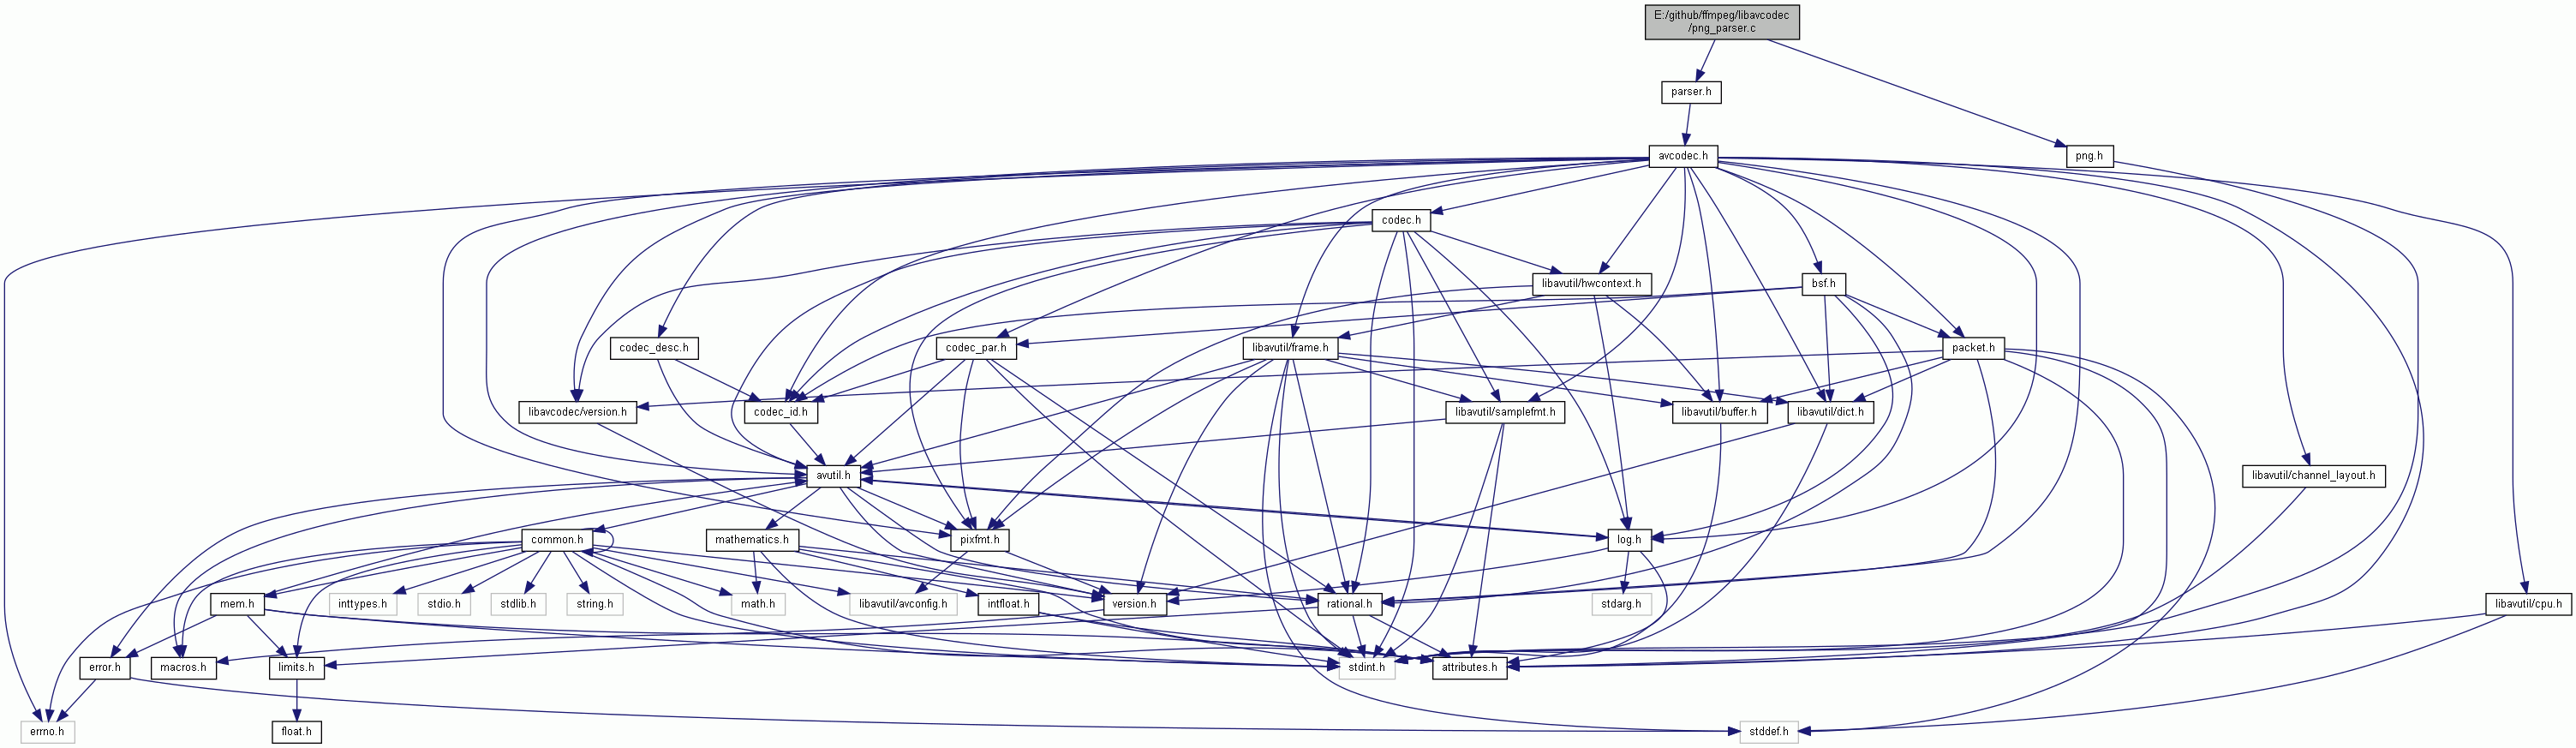 E:/github/ffmpeg/libavcodec
/png_parser.c
parser.h
avcodec.h
png.h
codec.h
libavutil/hwcontext.h
bsf.h
codec_desc.h
codec_par.h
libavutil/frame.h
packet.h
libavcodec/version.h
codec_id.h
libavutil/samplefmt.h
libavutil/buffer.h
libavutil/dict.h
avutil.h
libavutil/channel_layout.h
common.h
mathematics.h
pixfmt.h
log.h
mem.h
inttypes.h
stdio.h
stdlib.h
string.h
math.h
libavutil/avconfig.h
intfloat.h
version.h
rational.h
stdarg.h
libavutil/cpu.h
error.h
macros.h
limits.h
stdint.h
attributes.h
errno.h
float.h
stddef.h